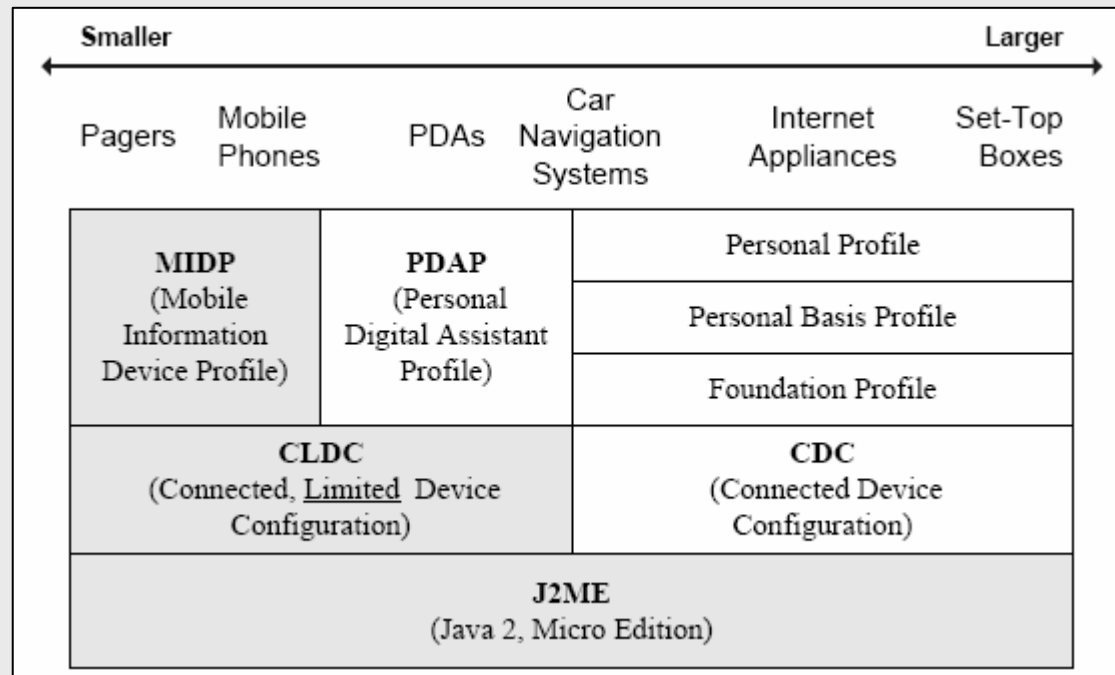 Smaller
Larger
Pagers
Mobile
Phones
PDAs
Car
Navigation
Systems
Internet
Appliances
Set-Top
Boxes
MIDP
(Mobile
Information
Device Profile)
PDAP
(Personal
Digital Assistant
Profile)
Personal Profile
Personal Basis Profile
Foundation Profile
CLDC
(Connected, Limited Device
Configuration)
CDC
(Connected Device
Configuration)
J2ME
(Java 2, Micro Edition)